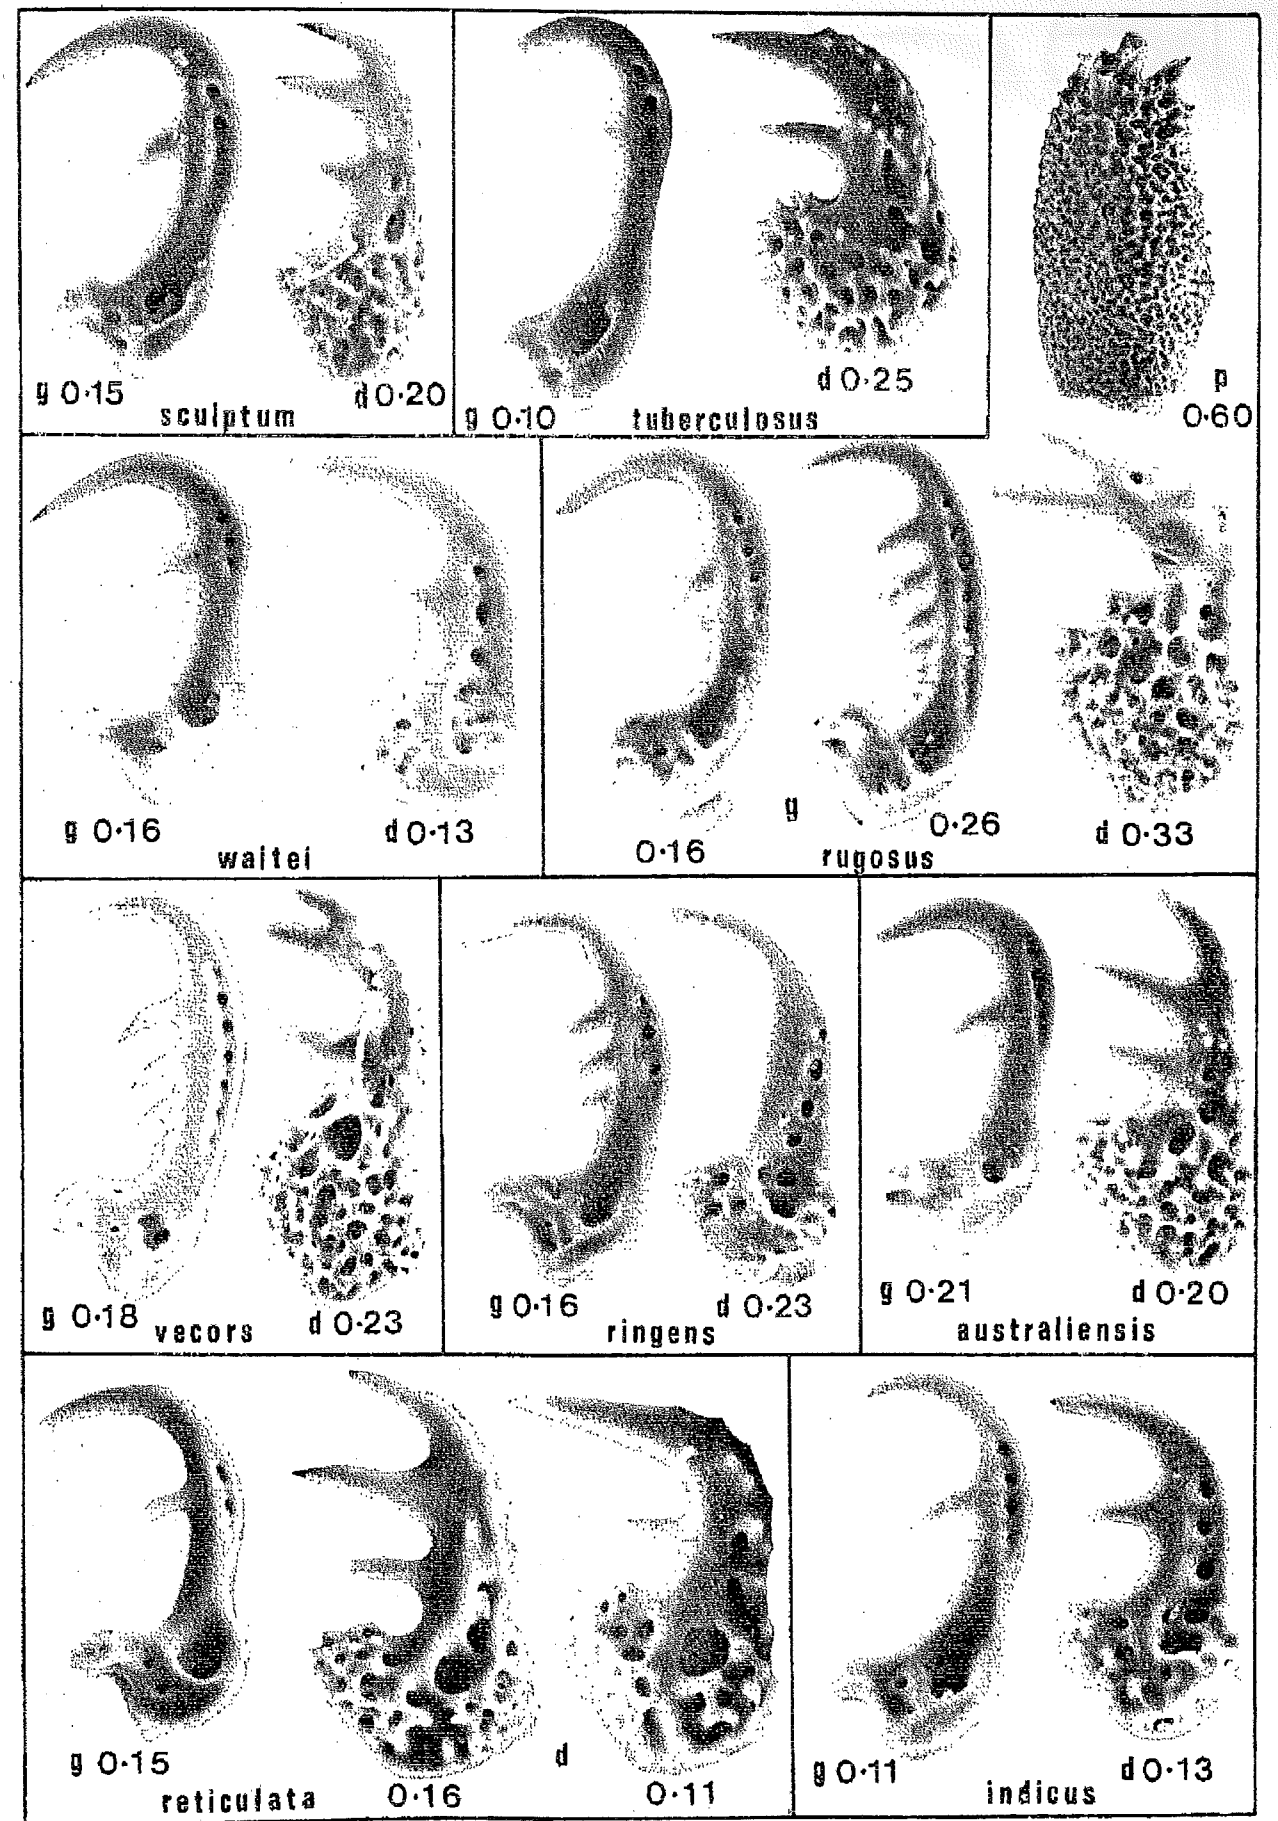 g 0·15
d 0·20
sculptum
g 0·10
d 0·25
tuberculosus
p
0·60
g 0·16
d 0·13
waitei
0·16
g
0·26
d 0·33
rugosus
g 0·18
d 0·23
vecors
g 0·16
d 0·23
ringens
g 0·21
d 0·20
australiensis
g 0·15
0·16
d
0·11
reticulata
g 0·11
d 0·13
indicus